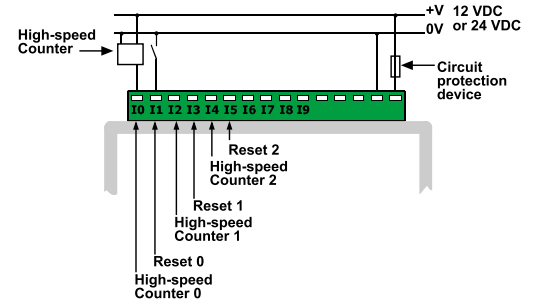 +V 12 VDC
or 24 VDC
0V
High-speed
Counter
Circuit
protection
device
I0 I1 I2 I3 I4 I5 I6 I7 I8 I9
Reset 2
High-speed
Counter 2
Reset 1
High-speed
Counter 1
Reset 0
High-speed
Counter 0